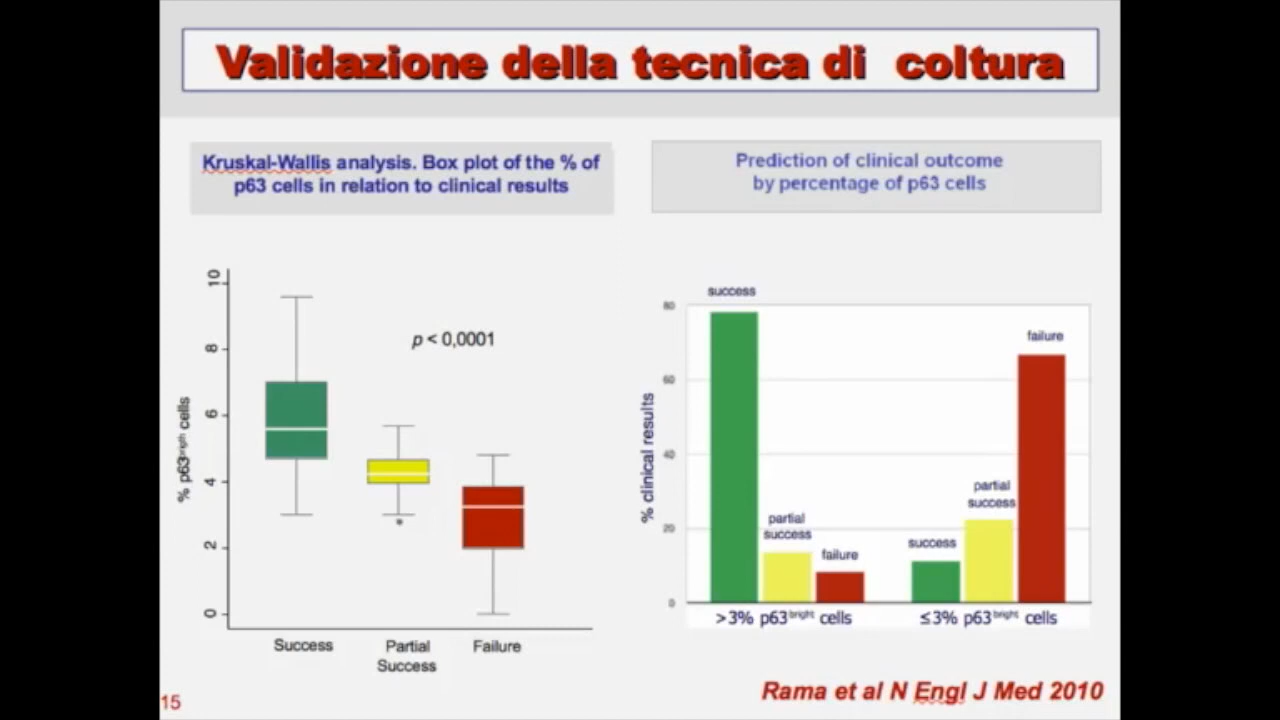 Validazione della tecnica di coltura
Kruskal-Wallis analysis. Box plot of the % of
p63 cells in relation to clinical results
Prediction of clinical outcome
by percentage of p63 cells
10
8
6
4
2
0
% p63brigth cells
p < 0,0001
Success
Partial
Success
Failure
80
60
40
20
0
% clinical results
success
partial
success
failure
success
partial
success
failure
>3% p63bright cells
≤3% p63bright cells
Rama et al N Engl J Med 2010
15